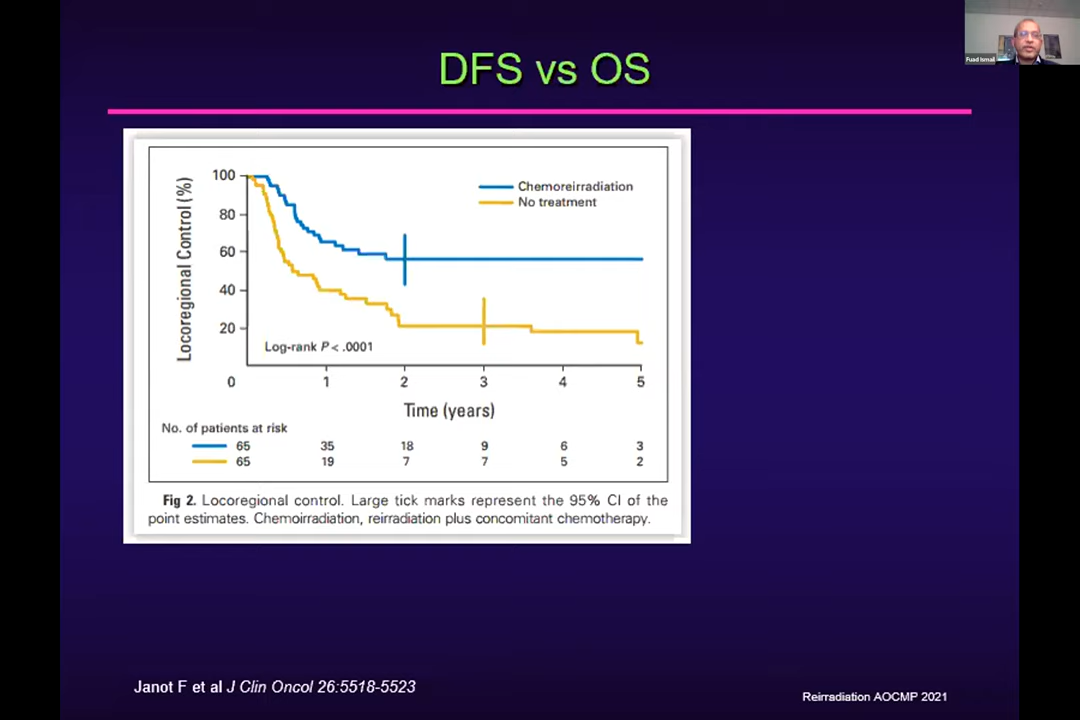 DFS vs OS
Fuad Ismail
Locoregional Control (%)
100
80
60
40
20
0
Chemoreirradiation
No treatment
Log-rank P < .0001
1 2 3 4 5
Time (years)
No. of patients at risk
65 35 18 9 6 3
65 19 7 7 5 2
Fig 2. Locoregional control. Large tick marks represent the 95% CI of the
point estimates. Chemoirradiation, reirradiation plus concomitant chemotherapy.
Janot F et al J Clin Oncol 26:5518-5523
Reirradiation AOCMP 2021